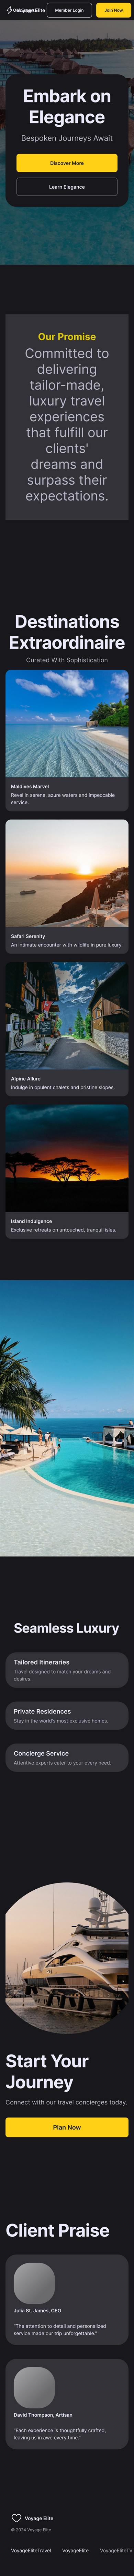 Voyage Elite
Member Login
Join Now
Embark on
Elegance
Bespoken Journeys Await
Discover More
Learn Elegance
Our Promise
Committed to
delivering
tailor-made,
luxury travel
experiences
that fulfill our
clients'
dreams and
surpass their
expectations.
Destinations
Extraordinaire
Curated With Sophistication
Maldives Marvel
Revel in serene, azure waters and impeccable
service.
Safari Serenity
An intimate encounter with wildlife in pure luxury.
Alpine Allure
Indulge in opulent chalets and pristine slopes.
Island Indulgence
Exclusive retreats on untouched, tranquil isles.
Seamless Luxury
Tailored Itineraries
Travel designed to match your dreams and
desires.
Private Residences
Stay in the world's most exclusive homes.
Concierge Service
Attentive experts cater to your every need.
Start Your
Journey
Connect with our travel concierges today.
Plan Now
Client Praise
Julia St. James, CEO
"The attention to detail and personalized
service made our trip unforgettable."
David Thompson, Artisan
"Each experience is thoughtfully crafted,
leaving us in awe every time."
Voyage Elite
© 2024 Voyage Elite
VoyageEliteTravel VoyageElite VoyageEliteTV